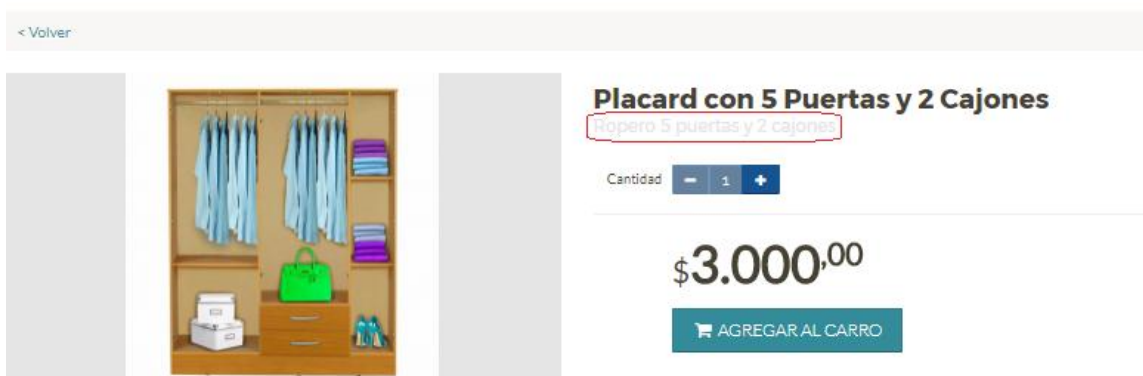 < Volver
Placard con 5 Puertas y 2 Cajones
Ropero 5 puertas y 2 cajones
Cantidad - 1 +
$3.000,00
AGREGAR AL CARRO